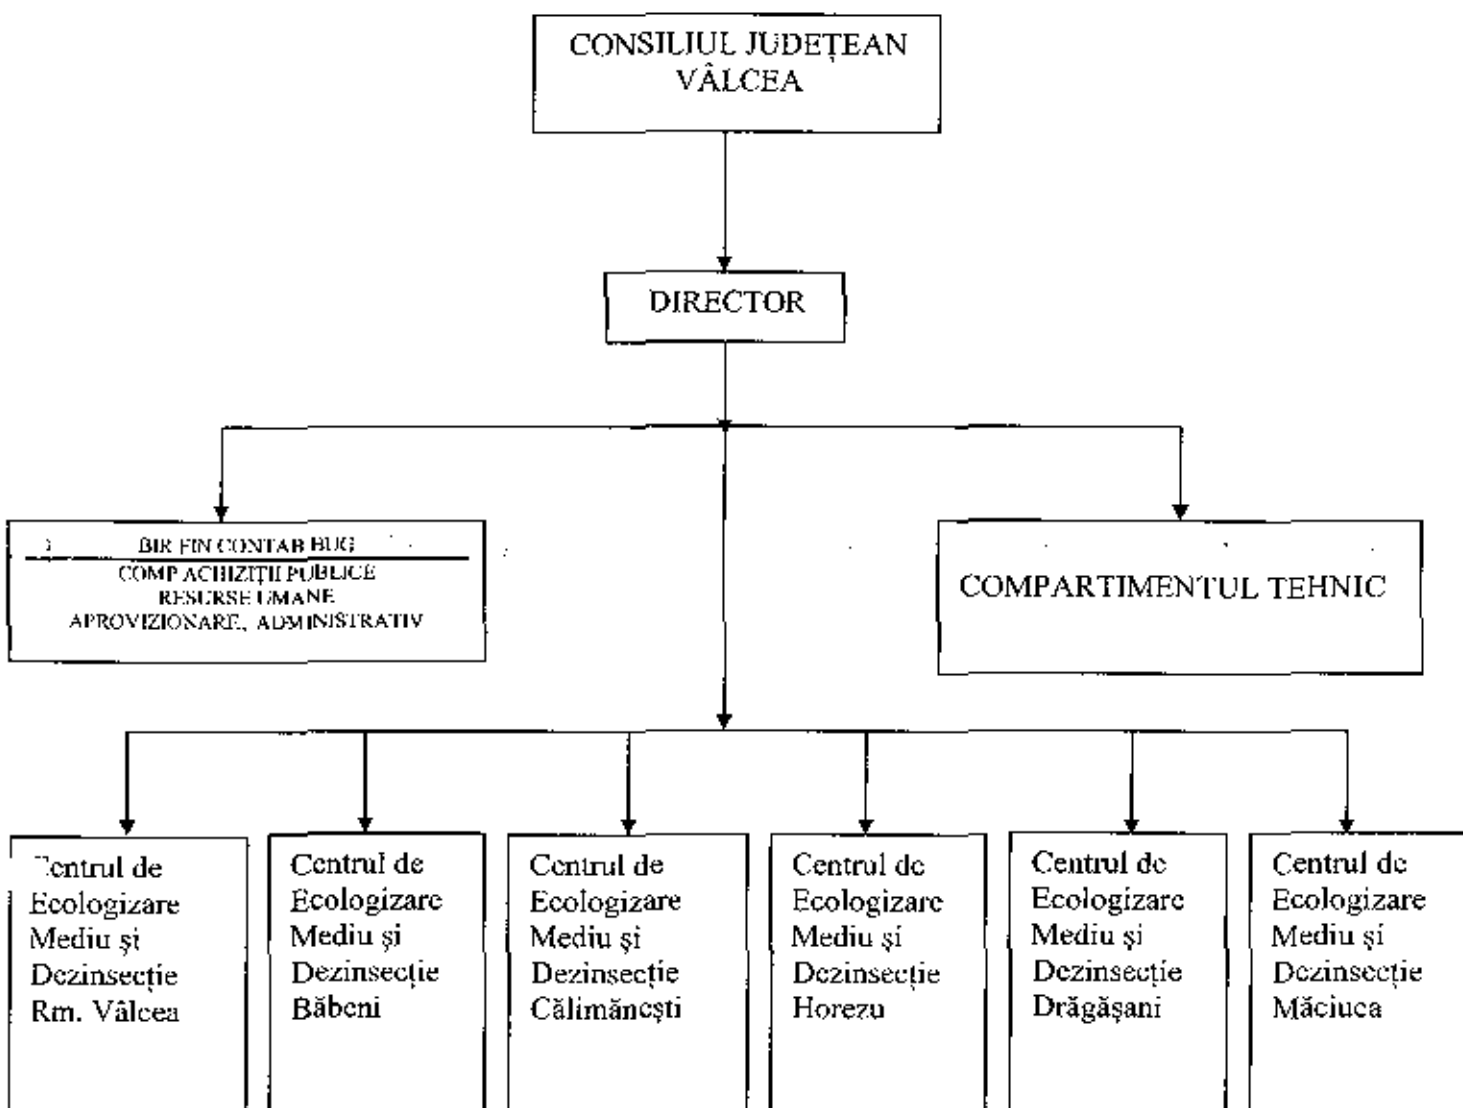 CONSILIUL JUDEȚEAN
VÂLCEA
DIRECTOR
BIR FIN CONTAB BUG
COMP ACHIZIȚII PUBLICE
RESURSE UMANE
APROVIZIONARE, ADMINISTRATIV
COMPARTIMENTUL TEHNIC
Centrul de
Ecologizare
Mediu și
Dezinsecție
Rm. Vâlcea
Centrul de
Ecologizare
Mediu și
Dezinsecție
Băbeni
Centrul de
Ecologizare
Mediu și
Dezinsecție
Călimănești
Centrul de
Ecologizare
Mediu și
Dezinsecție
Horezu
Centrul de
Ecologizare
Mediu și
Dezinsecție
Drăgășani
Centrul de
Ecologizare
Mediu și
Dezinsecție
Măciuca